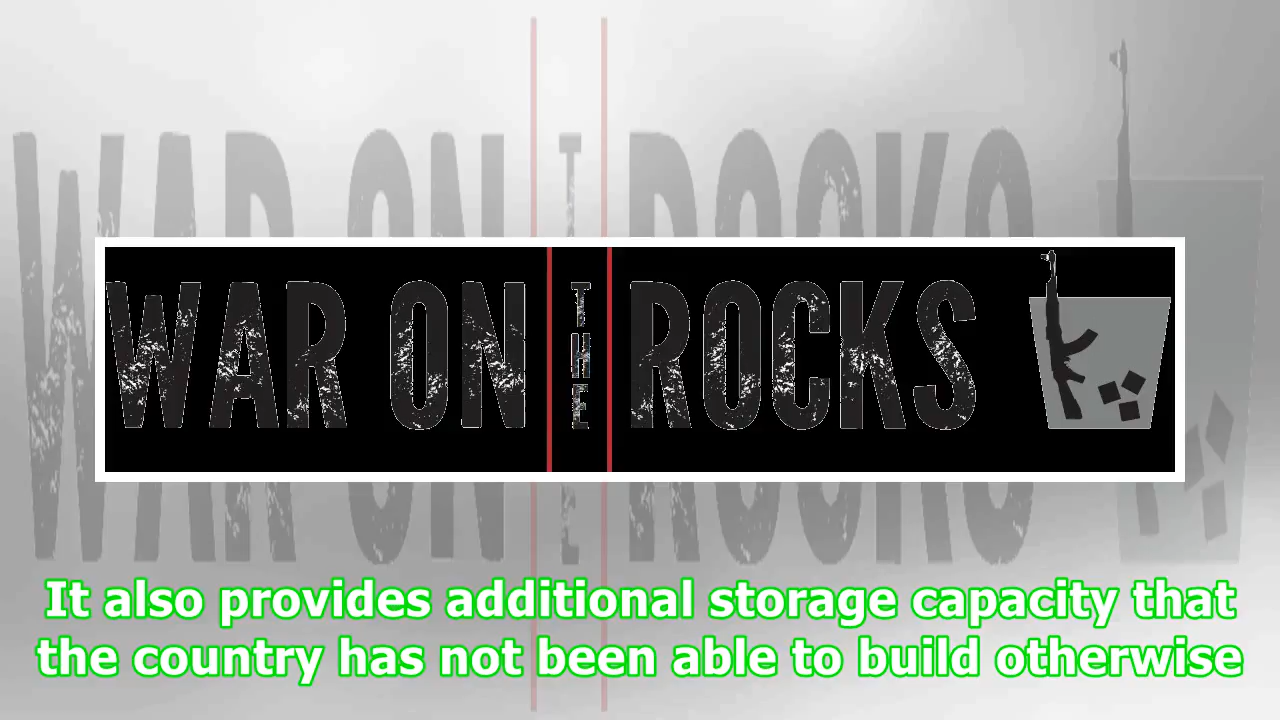 WAR ON THE ROCKS
It also provides additional storage capacity that
the country has not been able to build otherwise